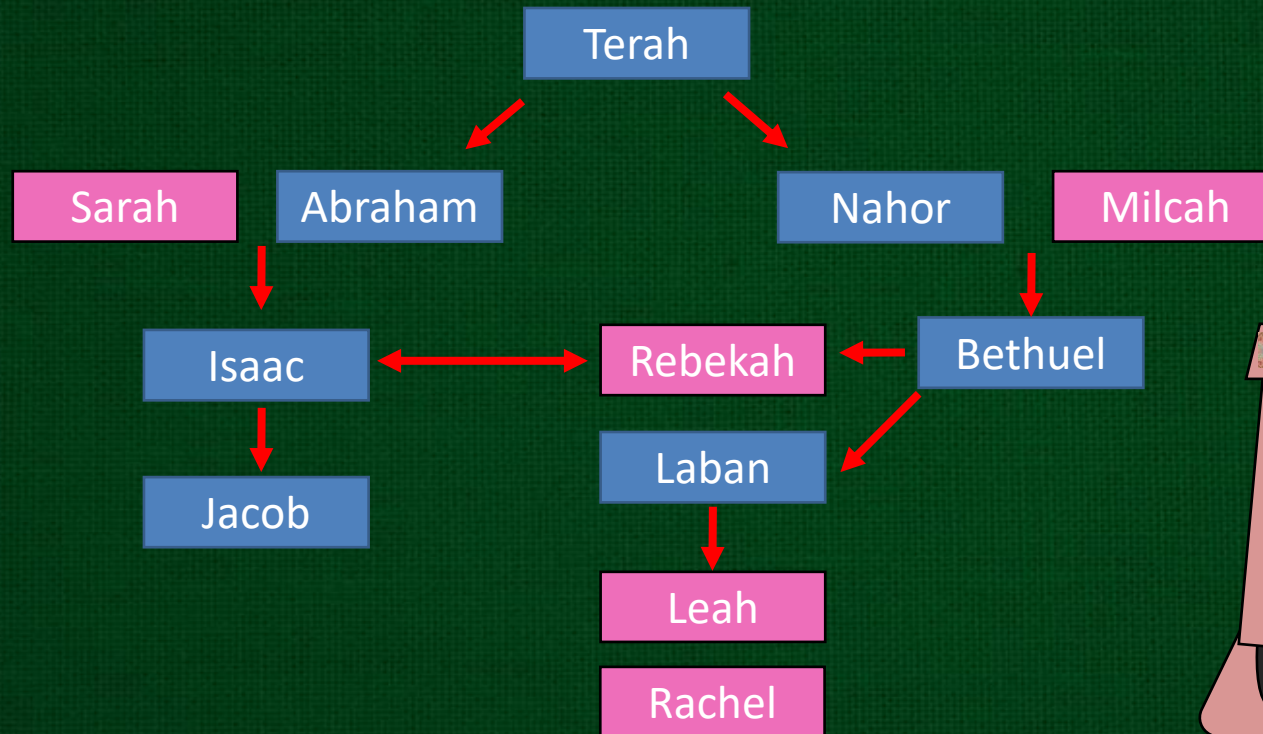 Terah
Sarah
Abraham
Nahor
Milcah
Isaac
Rebekah
Bethuel
Laban
Jacob
Leah
Rachel